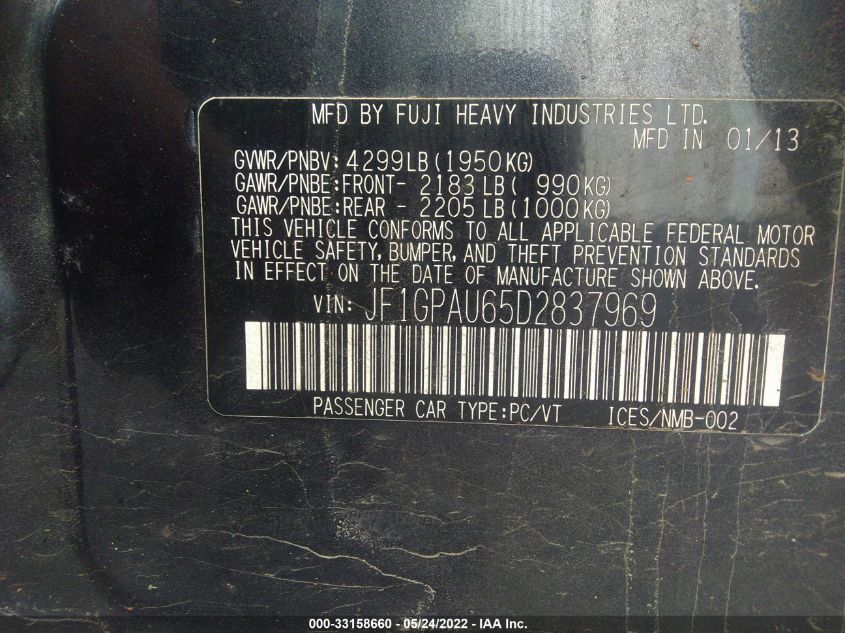 MFD BY FUJI HEAVY INDUSTRIES LTD.
MFD IN 01/13
GVWR/PNBV: 4299LB (1950KG)
GAWR/PNBE: FRONT- 2183 LB ( 990KG)
GAWR/PNBE: REAR - 2205 LB (1000KG)
THIS VEHICLE CONFORMS TO ALL APPLICABLE FEDERAL MOTOR
VEHICLE SAFETY, BUMPER, AND THEFT PREVENTION STANDARDS
IN EFFECT ON THE DATE OF MANUFACTURE SHOWN ABOVE.
VIN: JF1GPAU65D2837969
PASSENGER CAR TYPE:PC/VT ICES/NMB-002
000-33158660 - 05/24/2022 - IAA Inc.